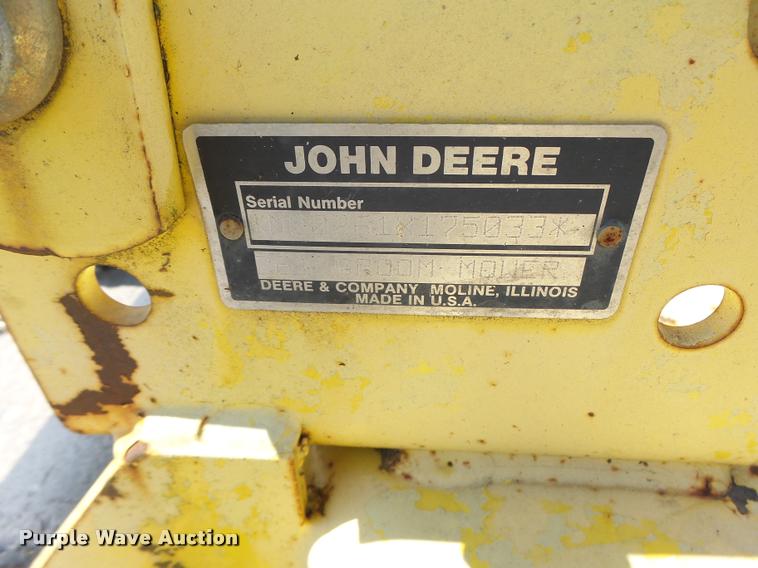 JOHN DEERE
Serial Number
175033*
MOWER
DEERE & COMPANY MOLINE, ILLINOIS
MADE IN U.S.A.
Purple Wave Auction